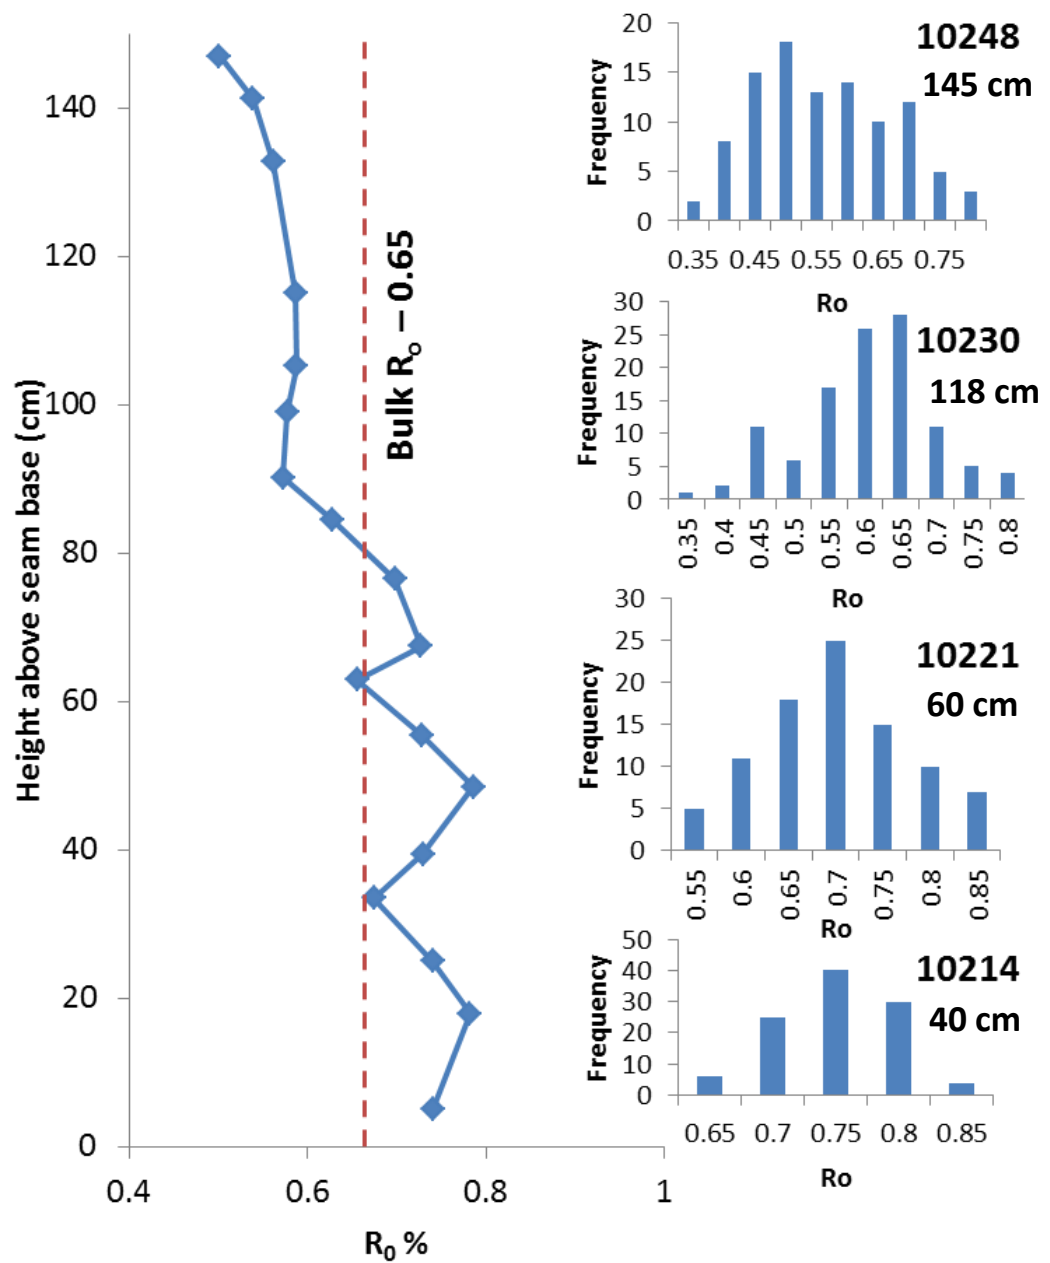 140
120
100
80
60
40
20
0
Height above seam base (cm)
0.4 0.6 0.8 1
R₀ %
Bulk Rₒ – 0.65
10248
145 cm
20
15
10
5
0
Frequency
0.35 0.45 0.55 0.65 0.75
Ro
10230
118 cm
30
25
20
15
10
5
0
Frequency
0.35 0.4 0.45 0.5 0.55 0.6 0.65 0.7 0.75 0.8
Ro
10221
60 cm
30
25
20
15
10
5
0
Frequency
0.55 0.6 0.65 0.7 0.75 0.8 0.85
Ro
10214
40 cm
50
40
30
20
10
0
Frequency
0.65 0.7 0.75 0.8 0.85
Ro